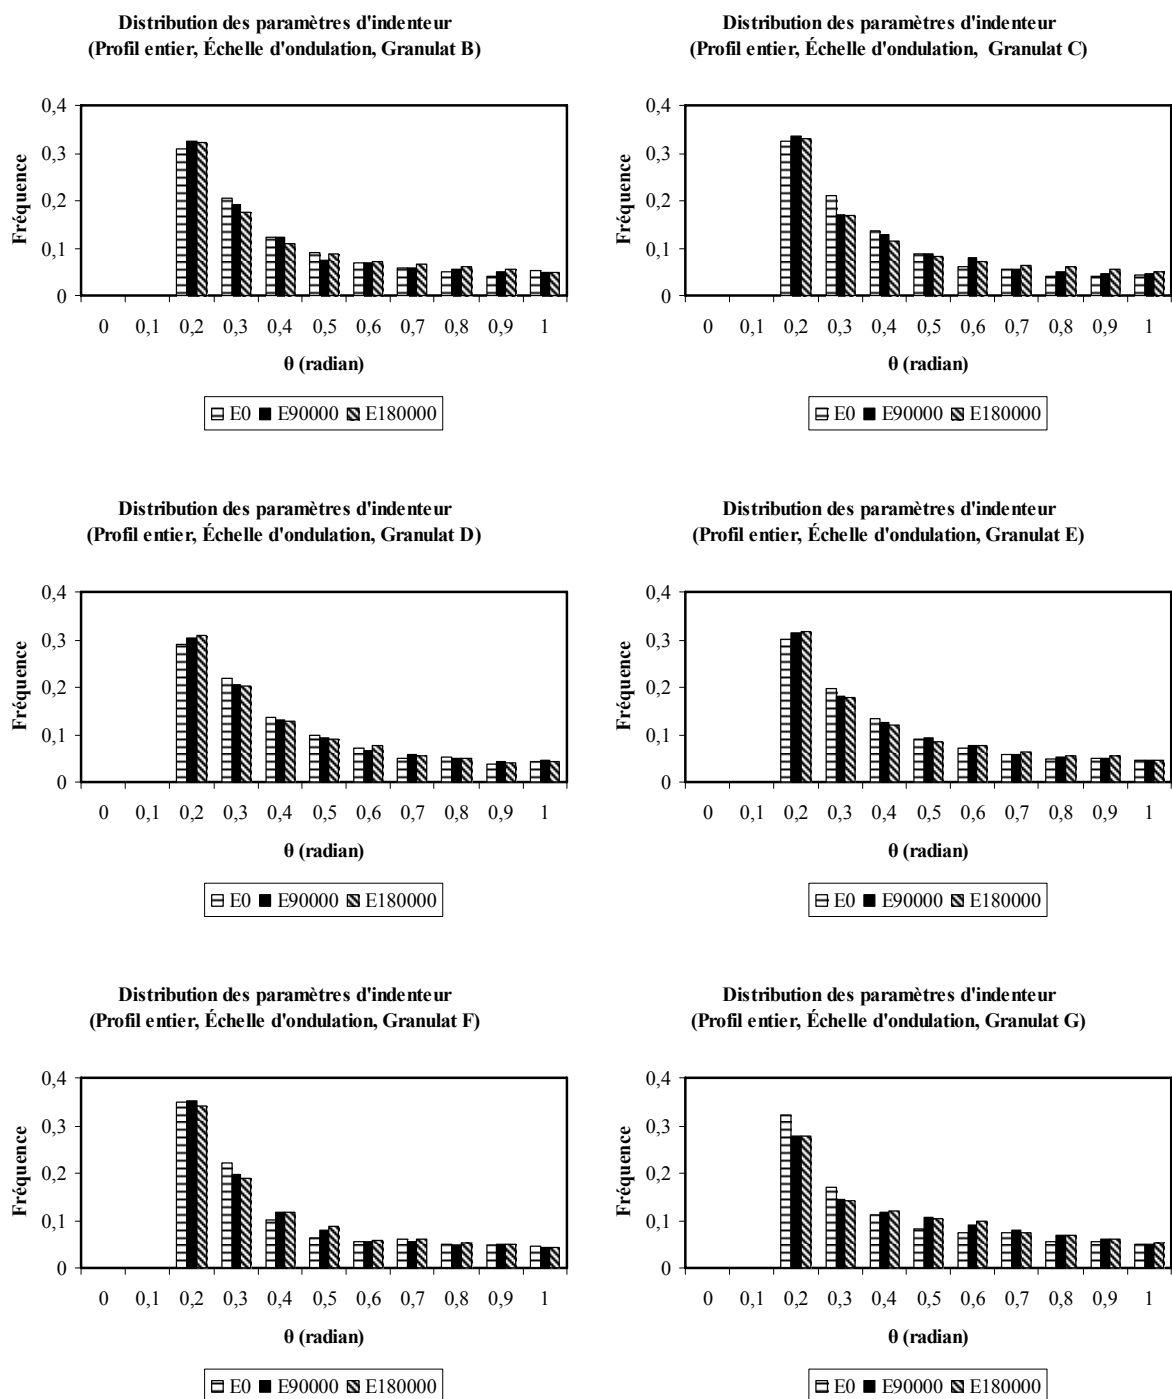 Distribution des paramètres d'indenteur
(Profil entier, Échelle d'ondulation, Granulat B)
0,4
0,3
0,2
0,1
0
Fréquence
0 0,1 0,2 0,3 0,4 0,5 0,6 0,7 0,8 0,9 1
θ (radian)
E0 E90000 E180000
Distribution des paramètres d'indenteur
(Profil entier, Échelle d'ondulation, Granulat C)
0,4
0,3
0,2
0,1
0
Fréquence
0 0,1 0,2 0,3 0,4 0,5 0,6 0,7 0,8 0,9 1
θ (radian)
E0 E90000 E180000
Distribution des paramètres d'indenteur
(Profil entier, Échelle d'ondulation, Granulat D)
0,4
0,3
0,2
0,1
0
Fréquence
0 0,1 0,2 0,3 0,4 0,5 0,6 0,7 0,8 0,9 1
θ (radian)
E0 E90000 E180000
Distribution des paramètres d'indenteur
(Profil entier, Échelle d'ondulation, Granulat E)
0,4
0,3
0,2
0,1
0
Fréquence
0 0,1 0,2 0,3 0,4 0,5 0,6 0,7 0,8 0,9 1
θ (radian)
E0 E90000 E180000
Distribution des paramètres d'indenteur
(Profil entier, Échelle d'ondulation, Granulat F)
0,4
0,3
0,2
0,1
0
Fréquence
0 0,1 0,2 0,3 0,4 0,5 0,6 0,7 0,8 0,9 1
θ (radian)
E0 E90000 E180000
Distribution des paramètres d'indenteur
(Profil entier, Échelle d'ondulation, Granulat G)
0,4
0,3
0,2
0,1
0
Fréquence
0 0,1 0,2 0,3 0,4 0,5 0,6 0,7 0,8 0,9 1
θ (radian)
E0 E90000 E180000